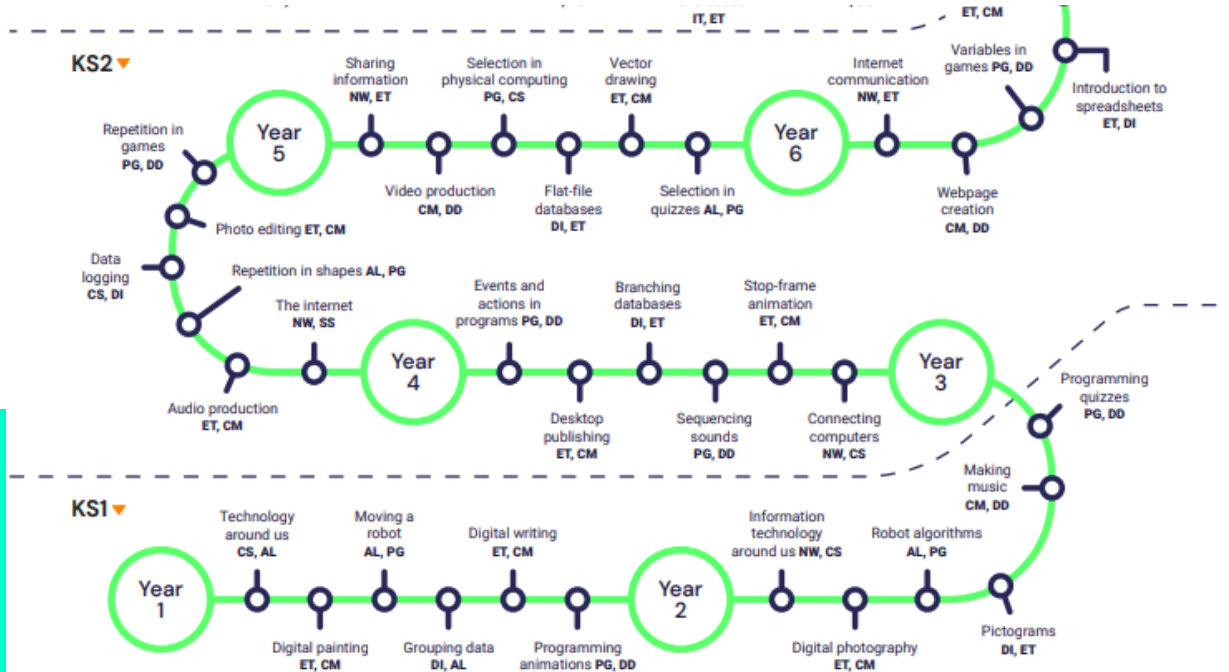 IT, ET
ET, CM
KS2
Sharing
information
NW, ET
Selection in
physical computing
PG, CS
Vector
drawing
ET, CM
Internet
communication
NW, ET
Variables in
games PG, DD
Introduction to
spreadsheets
ET, DI
Repetition in
games
PG, DD
Year
5
Year
6
Video production
CM, DD
Flat-file
databases
DI, ET
Selection in
quizzes AL, PG
Webpage
creation
CM, DD
Photo editing ET, CM
Data
logging
CS, DI
Repetition in shapes AL, PG
The internet
NW, SS
Events and
actions in
programs PG, DD
Branching
databases
DI, ET
Stop-frame
animation
ET, CM
Year
4
Year
3
Audio production
ET, CM
Desktop
publishing
ET, CM
Sequencing
sounds
PG, DD
Connecting
computers
NW, CS
Programming
quizzes
PG, DD
Making
music
CM, DD
KS1
Technology
around us
CS, AL
Moving a
robot
AL, PG
Digital writing
ET, CM
Information
technology
around us NW, CS
Robot algorithms
AL, PG
Year
1
Year
2
Digital painting
ET, CM
Grouping data
DI, AL
Programming
animations PG, DD
Digital photography
ET, CM
Pictograms
DI, ET